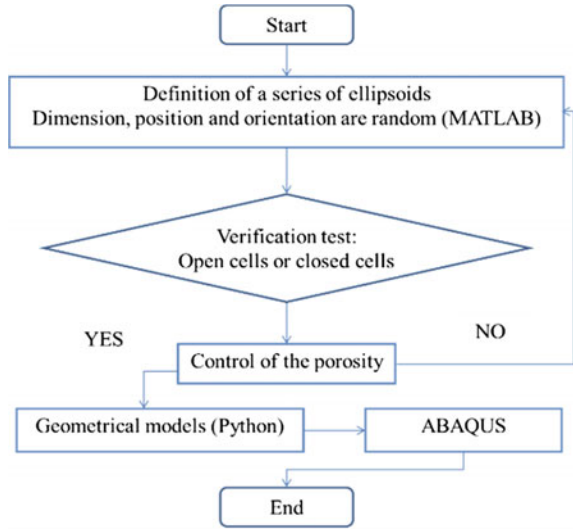 Start
Definition of a series of ellipsoids
Dimension, position and orientation are random (MATLAB)
Verification test:
Open cells or closed cells
YES
NO
Control of the porosity
Geometrical models (Python)
ABAQUS
End